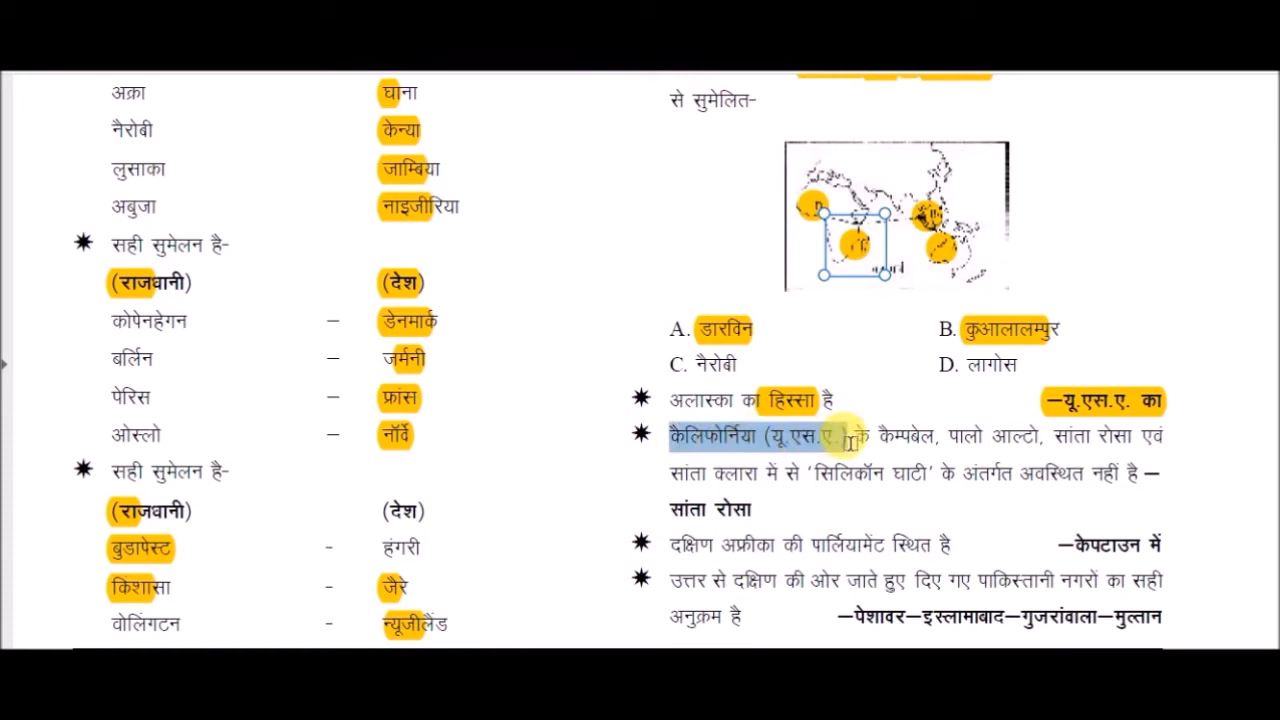 अक्रा घाना
नैरोबी केन्या
लुसाका जाम्बिया
अबुजा नाइजीरिया
✷ सही सुमेलन है-
(राजधानी) (देश)
कोपेनहेगन – डेनमार्क
बर्लिन – जर्मनी
पेरिस – फ्रांस
ओस्लो – नॉर्वे
✷ सही सुमेलन है-
(राजधानी) (देश)
बुडापेस्ट - हंगरी
किंशासा - जैरे
वोलिंगटन - न्यूजीलैंड
से सुमेलित-
A. डारविन B. कुआलालम्पुर
C. नैरोबी D. लागोस
✷ अलास्का का हिस्सा है –यू.एस.ए. का
✷ कैलिफोर्निया (यू.एस.ए.) के कैम्पबेल, पालो आल्टो, सांता रोसा एवं
सांता क्लारा में से ‘सिलिकॉन घाटी’ के अंतर्गत अवस्थित नहीं है –
सांता रोसा
✷ दक्षिण अफ्रीका की पार्लियामेंट स्थित है –केपटाउन में
✷ उत्तर से दक्षिण की ओर जाते हुए दिए गए पाकिस्तानी नगरों का सही
अनुक्रम है –पेशावर–इस्लामाबाद–गुजरांवाला–मुल्तान